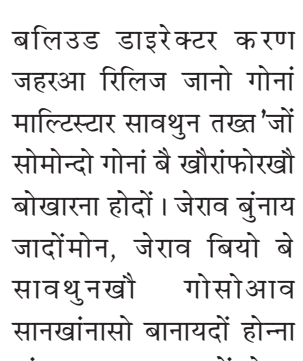 बलिउड डाइरेक्टर करण
जहरआ रिलिज जानो गोनां
माल्टिस्टार सावथुन तख्त'जों
सोमोन्दो गोनां बै खौरांफोरखौ
बोखारना होदों। जेराव बुंनाय
जादोंमोन, जेराव बियो बे
सावथुनखौ गोसोआव
सानखांनासो बानायदों होन्ना